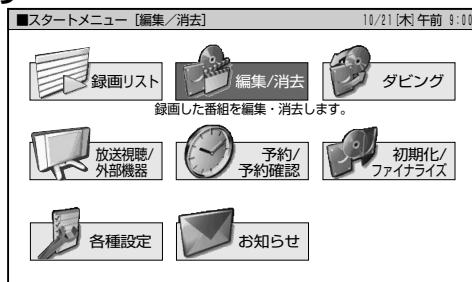 ■スタートメニュー［編集／消去］ 10/21[木]午前 9:00
録画リスト 編集/消去 ダビング
録画した番組を編集・消去します。
放送視聴/ 予約/ 初期化/
外部機器 予約確認 ファイナライズ
各種設定 お知らせ